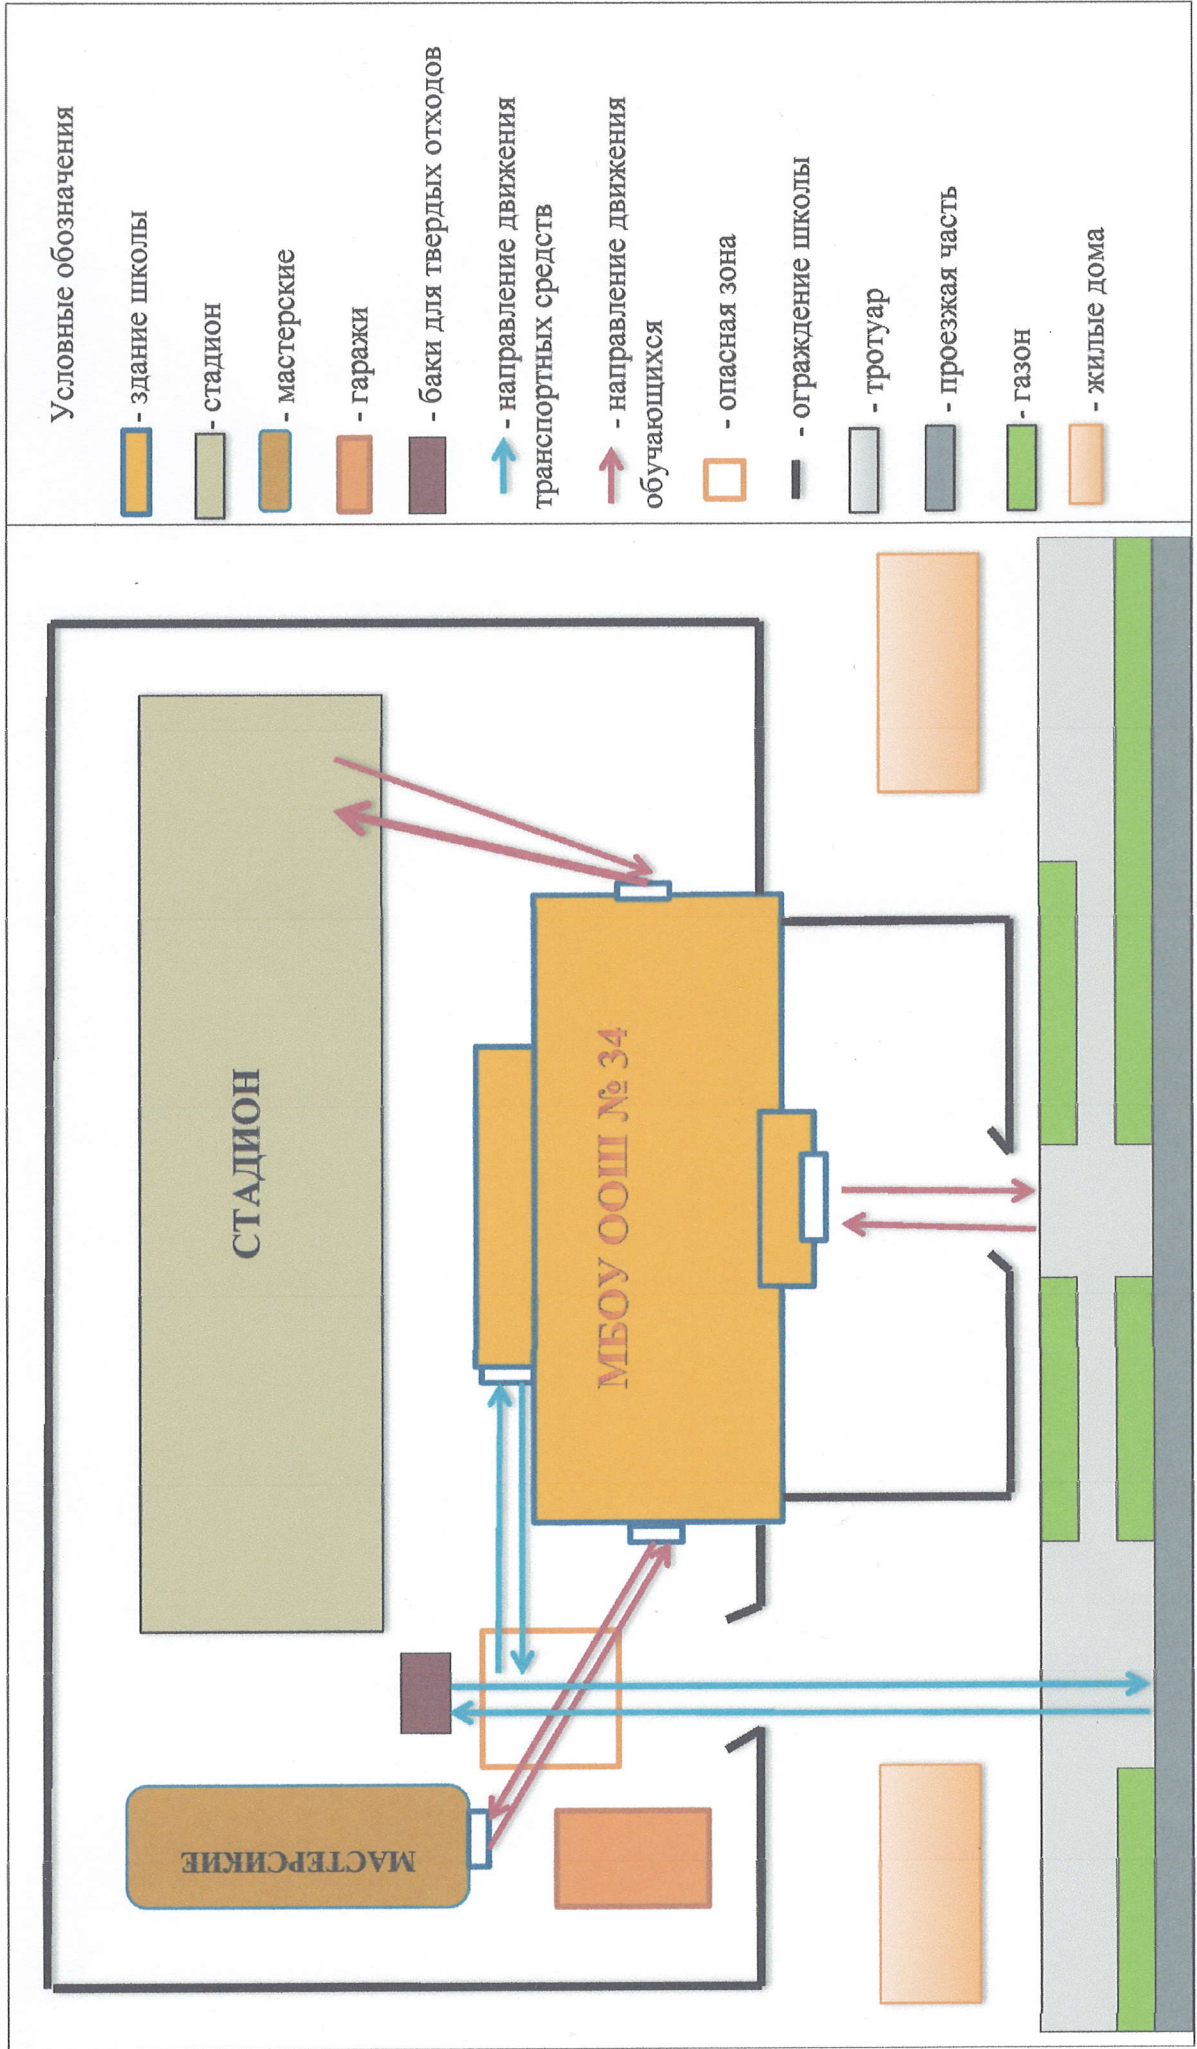 Условные обозначения
- здание школы
- стадион
- мастерские
- гаражи
- баки для твердых отходов
- направление движения
транспортных средств
- направление движения
обучающихся
- опасная зона
- ограждение школы
- тротуар
- проезжая часть
- газон
- жилые дома
СТАДИОН
МБОУ ООШ № 34
МАСТЕРСИКИЕ